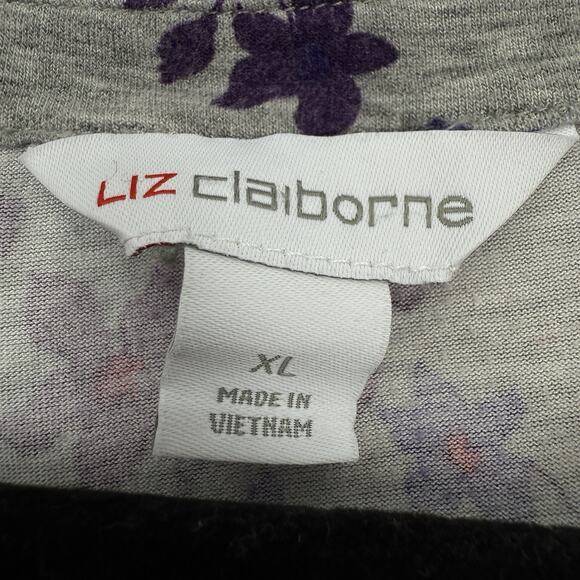 LIZ claiborne
XL
MADE IN
VIETNAM